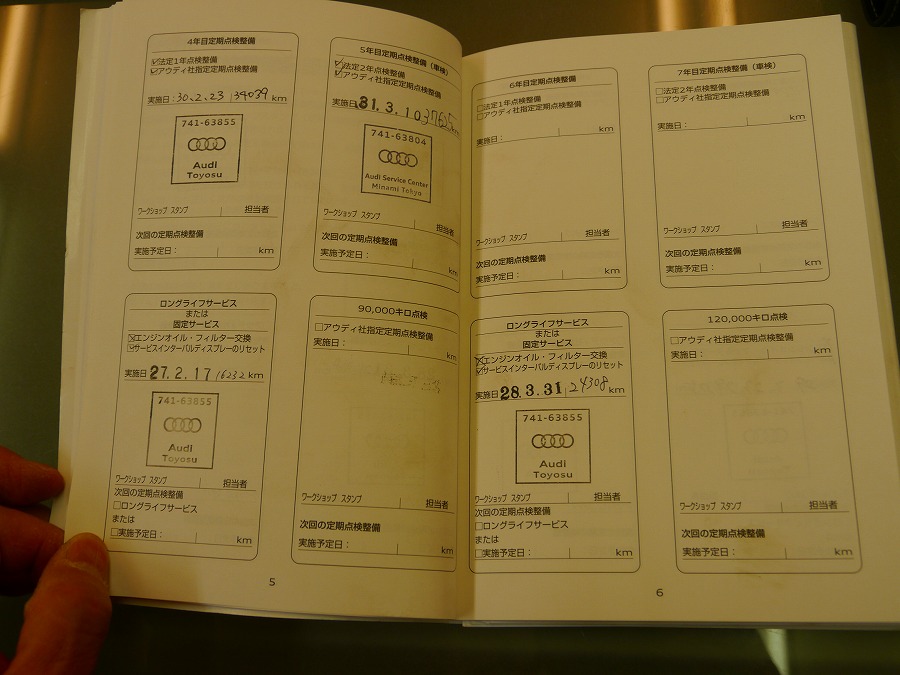 4年目定期点検整備
法定1年点検整備
アウディ社指定定期点検整備
実施日:30.2.23 34039 km
741-63855
Audi
Toyosu
ワークショップ スタンプ 担当者
次回の定期点検整備
実施予定日: km
5年目定期点検整備(車検)
法定2年点検整備
アウディ社指定定期点検整備
実施日 31.3.10 37655 km
741-63804
Audi Service Center
Minami Tokyo
ワークショップ スタンプ 担当者
次回の定期点検整備
実施予定日: km
ロングライフサービス
または
固定サービス
エンジンオイル・フィルター交換
サービスインターバルディスプレーのリセット
実施日 27.2.17 16232 km
741-63855
Audi
Toyosu
ワークショップ スタンプ 担当者
次回の定期点検整備
□ロングライフサービス
または
□実施予定日: km
90,000キロ点検
□アウディ社指定定期点検整備
実施日: km
ワークショップ スタンプ 担当者
次回の定期点検整備
実施予定日: km
5
6年目定期点検整備
□法定1年点検整備
□アウディ社指定定期点検整備
実施日: km
ワークショップ スタンプ 担当者
次回の定期点検整備
実施予定日: km
7年目定期点検整備(車検)
□法定2年点検整備
□アウディ社指定定期点検整備
実施日: km
ワークショップ スタンプ 担当者
次回の定期点検整備
実施予定日: km
ロングライフサービス
または
固定サービス
エンジンオイル・フィルター交換
サービスインターバルディスプレーのリセット
実施日 28.3.31 24308 km
741-63855
Audi
Toyosu
ワークショップ スタンプ 担当者
次回の定期点検整備
□ロングライフサービス
または
□実施予定日: km
120,000キロ点検
□アウディ社指定定期点検整備
実施日: km
ワークショップ スタンプ 担当者
次回の定期点検整備
実施予定日: km
6